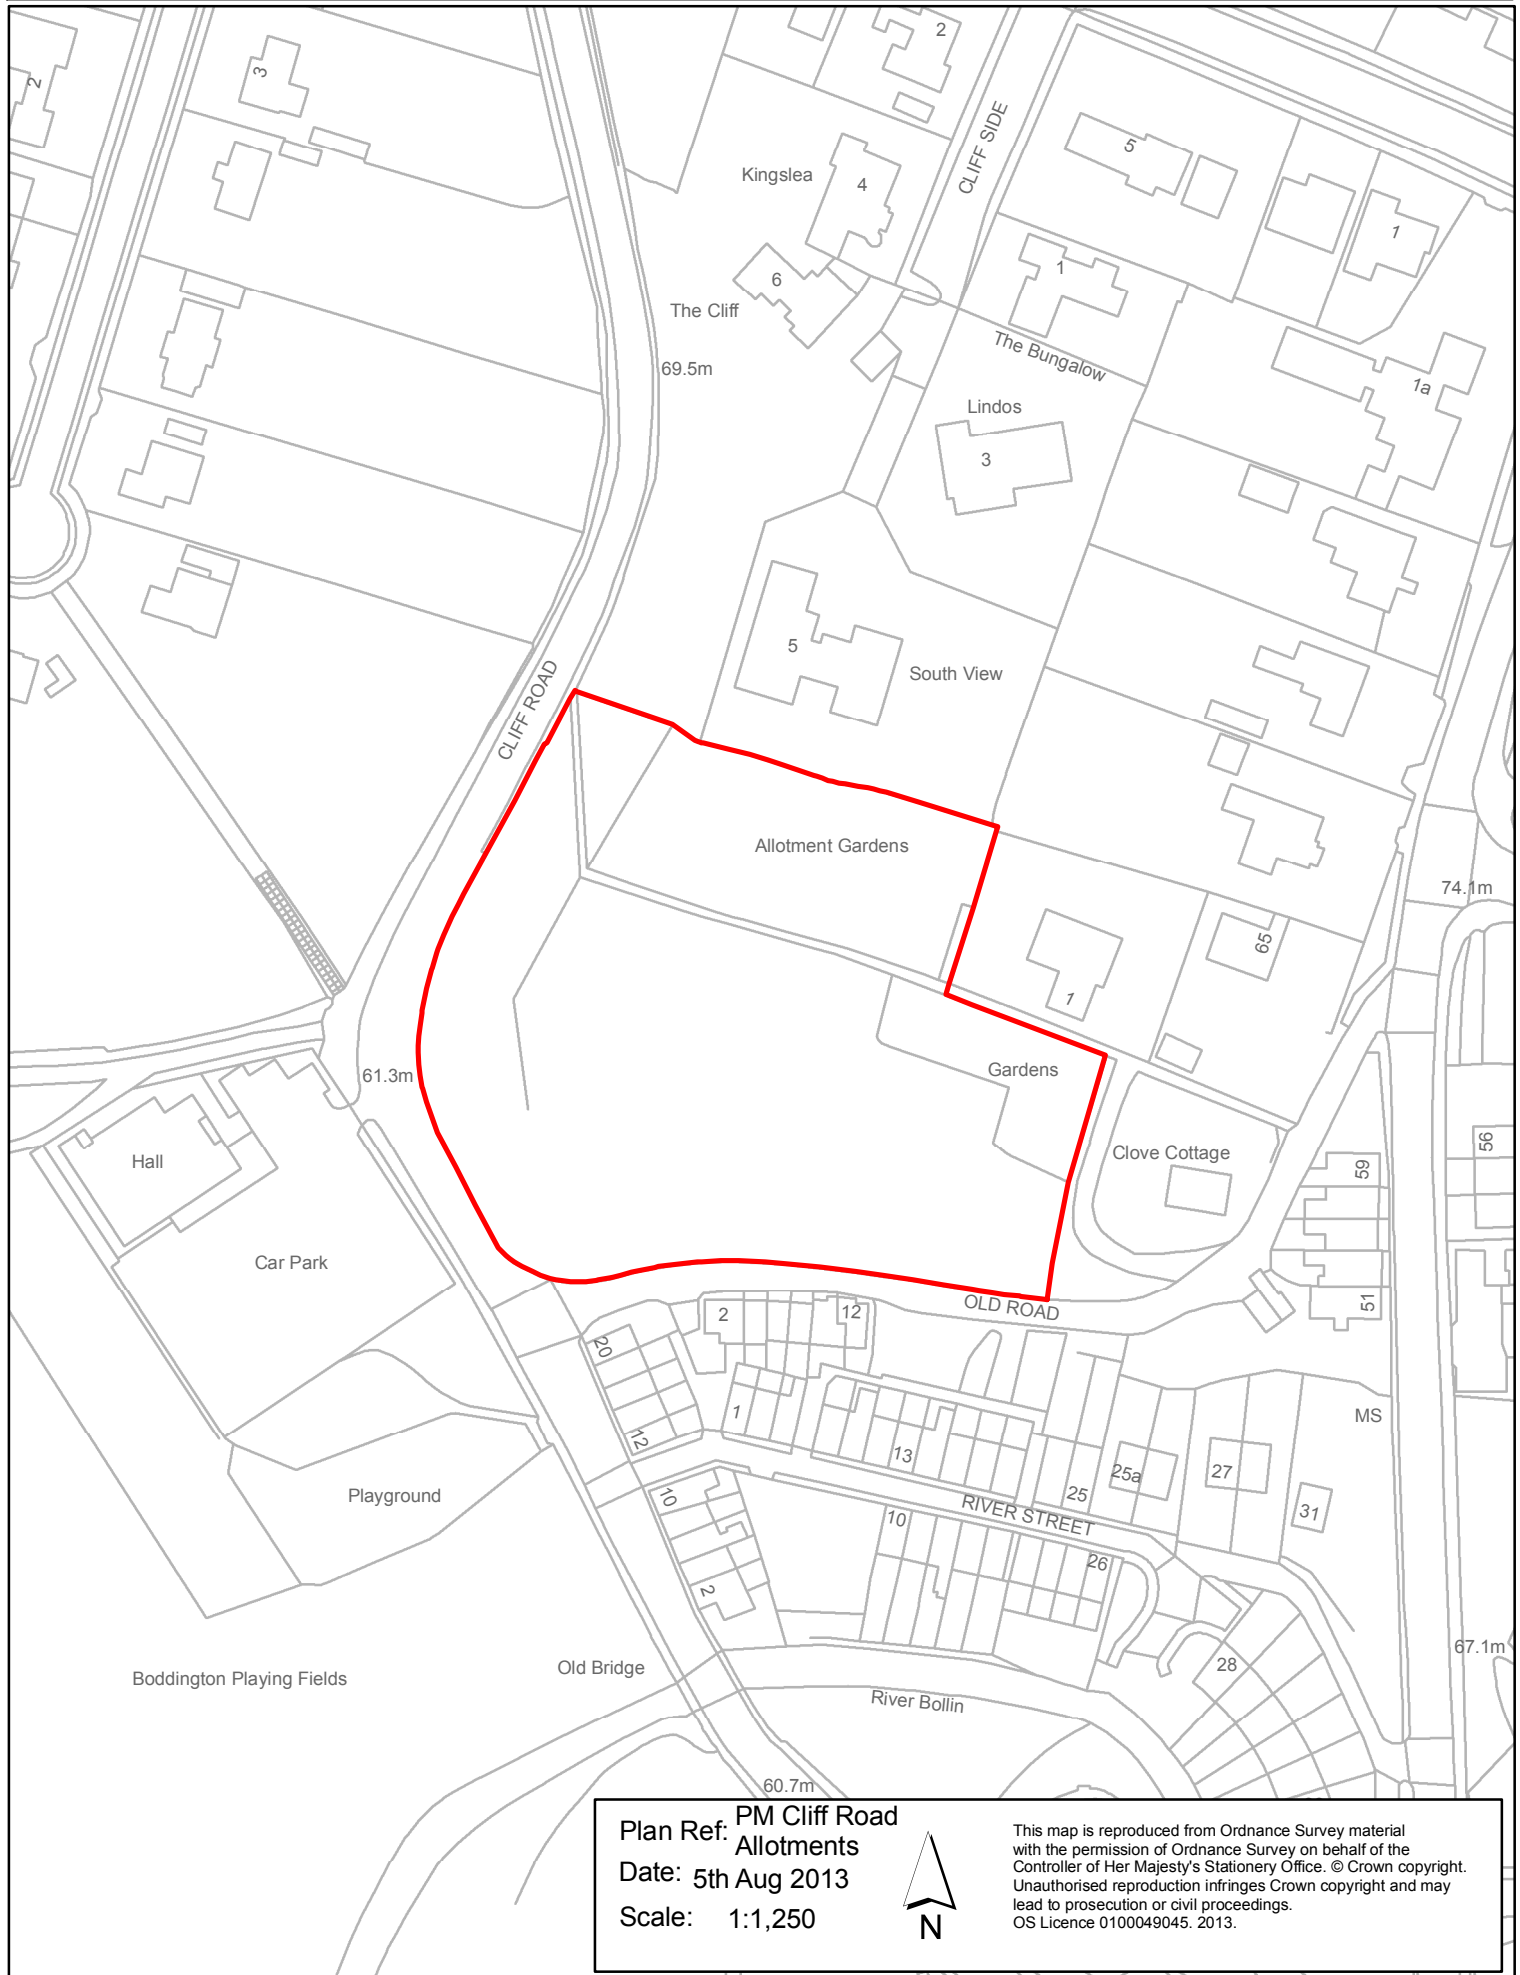 2
3
2
CLIFF SIDE
5
Kingslea
4
1
1
6
The Cliff
The Bungalow
69.5m
1a
Lindos
3
5
South View
CLIFF ROAD
Allotment Gardens
74.1m
65
1
61.3m
Gardens
Hall
Clove Cottage
59
56
Car Park
51
OLD ROAD
2
12
20
1
MS
12
13
25a
27
Playground
10
25
31
RIVER STREET
10
26
2
67.1m
28
Old Bridge
Boddington Playing Fields
River Bollin
60.7m
Plan Ref: PM Cliff Road
Allotments
Date: 5th Aug 2013
Scale: 1:1,250
N
This map is reproduced from Ordnance Survey material
with the permission of Ordnance Survey on behalf of the
Controller of Her Majesty's Stationery Office. © Crown copyright.
Unauthorised reproduction infringes Crown copyright and may
lead to prosecution or civil proceedings.
OS Licence 0100049045. 2013.